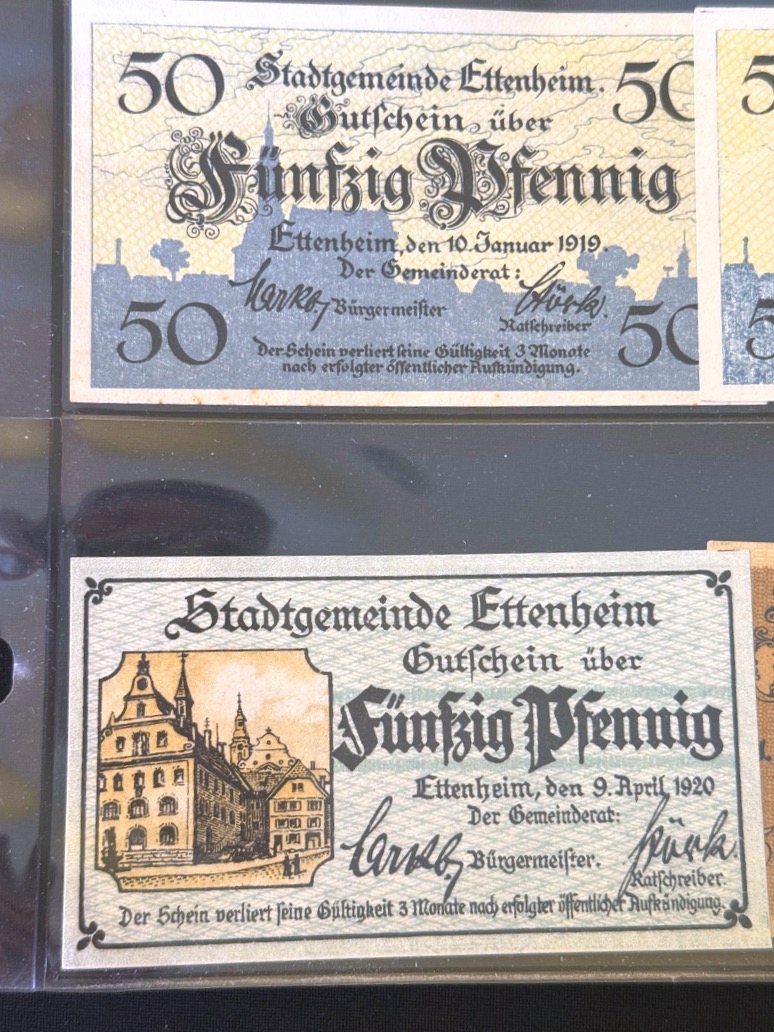 50 Stadtgemeinde Ettenheim. 50
Gutschein über
Fünfzig Pfennig
Ettenheim, den 10. Januar 1919.
Der Gemeinderat:
Bürgermeister
Ratschreiber
50 50
Der Schein verliert seine Gültigkeit 3 Monate
nach erfolgter öffentlicher Aufkündigung.
5
5
Stadtgemeinde Ettenheim
Gutschein über
Fünfzig Pfennig
Ettenheim, den 9. April 1920
Der Gemeinderat:
Bürgermeister.
Ratschreiber.
Der Schein verliert seine Gültigkeit 3 Monate nach erfolgter öffentlicher Aufkündigung.